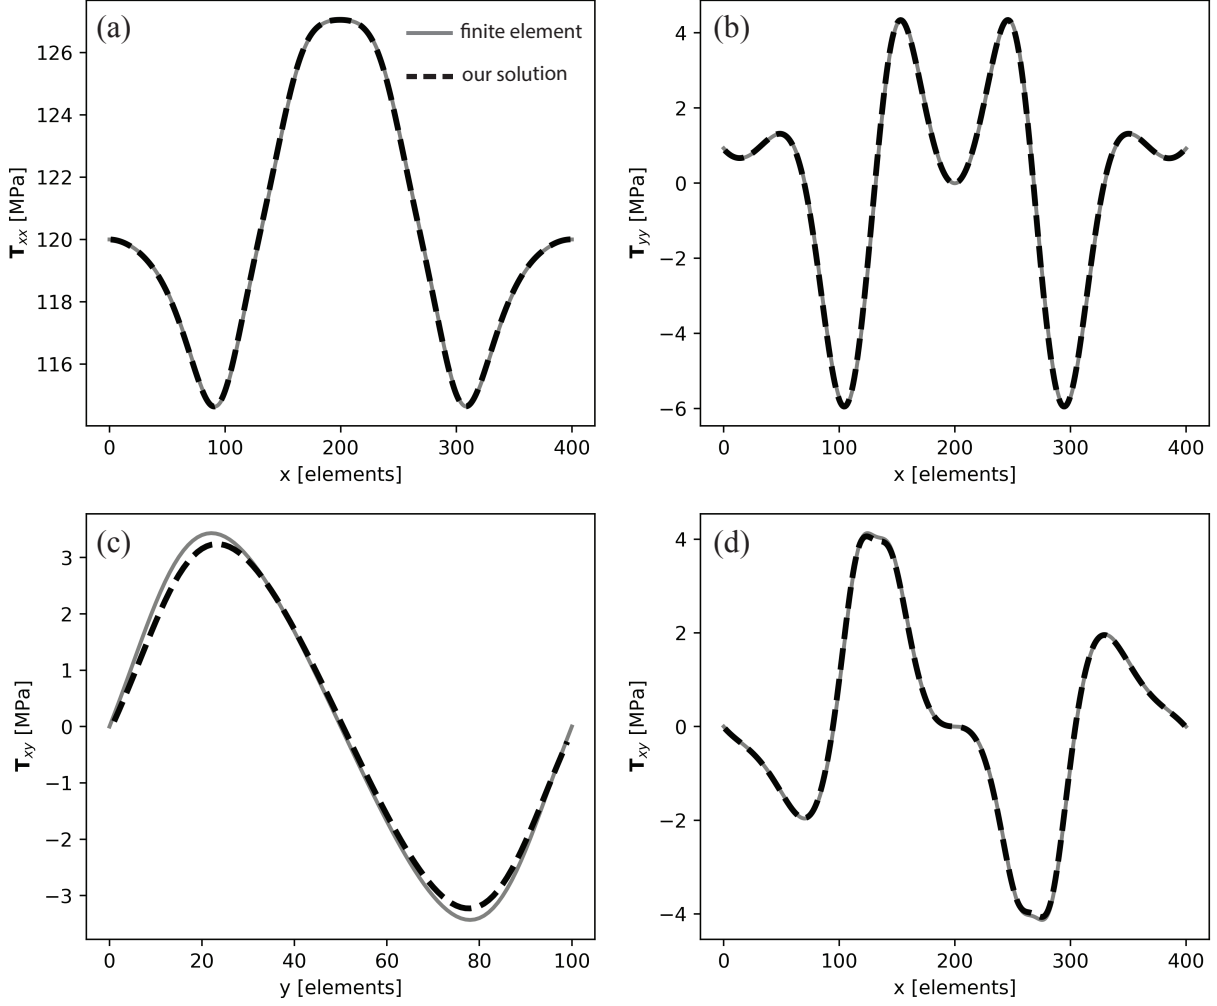 (a)
finite element
our solution
126
124
122
120
118
116
T_xx [MPa]
0 100 200 300 400
x [elements]
(b)
4
2
0
−2
−4
−6
T_yy [MPa]
0 100 200 300 400
x [elements]
(c)
3
2
1
0
−1
−2
−3
T_xy [MPa]
0 20 40 60 80 100
y [elements]
(d)
4
2
0
−2
−4
T_xy [MPa]
0 100 200 300 400
x [elements]